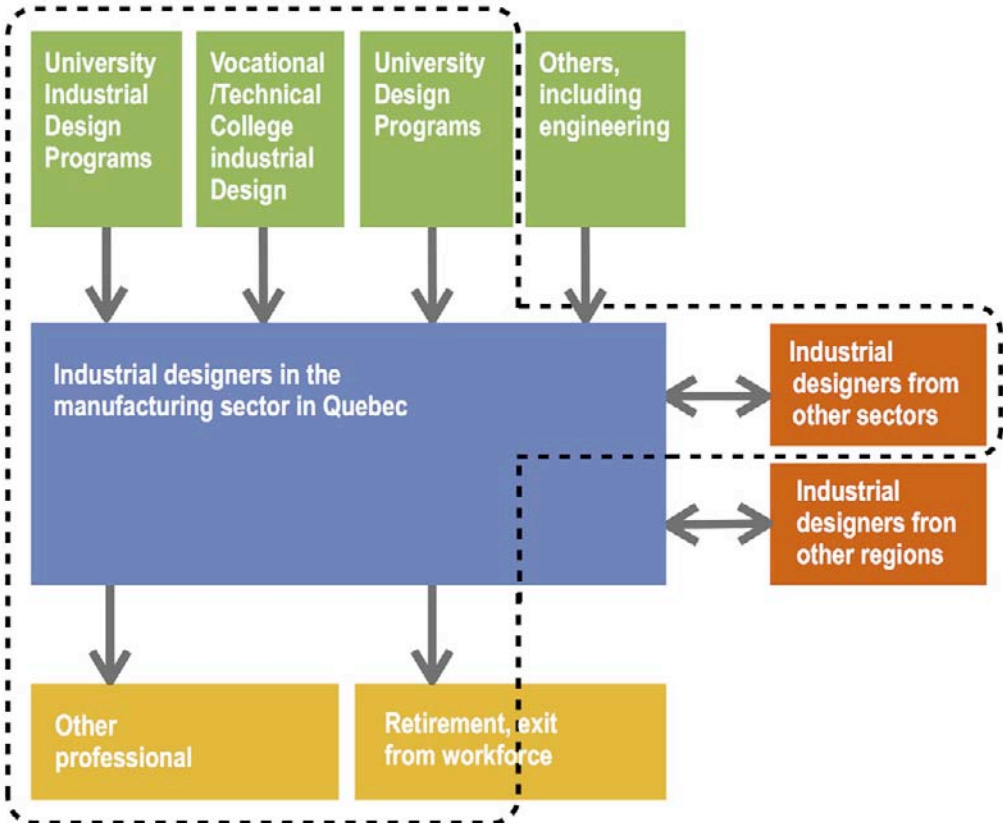 University
Industrial
Design
Programs
Vocational
/Technical
College
industrial
Design
University
Design
Programs
Others,
including
engineering
Industrial designers in the
manufacturing sector in Quebec
Industrial
designers from
other sectors
Industrial
designers fron
other regions
Other
professional
Retirement, exit
from workforce